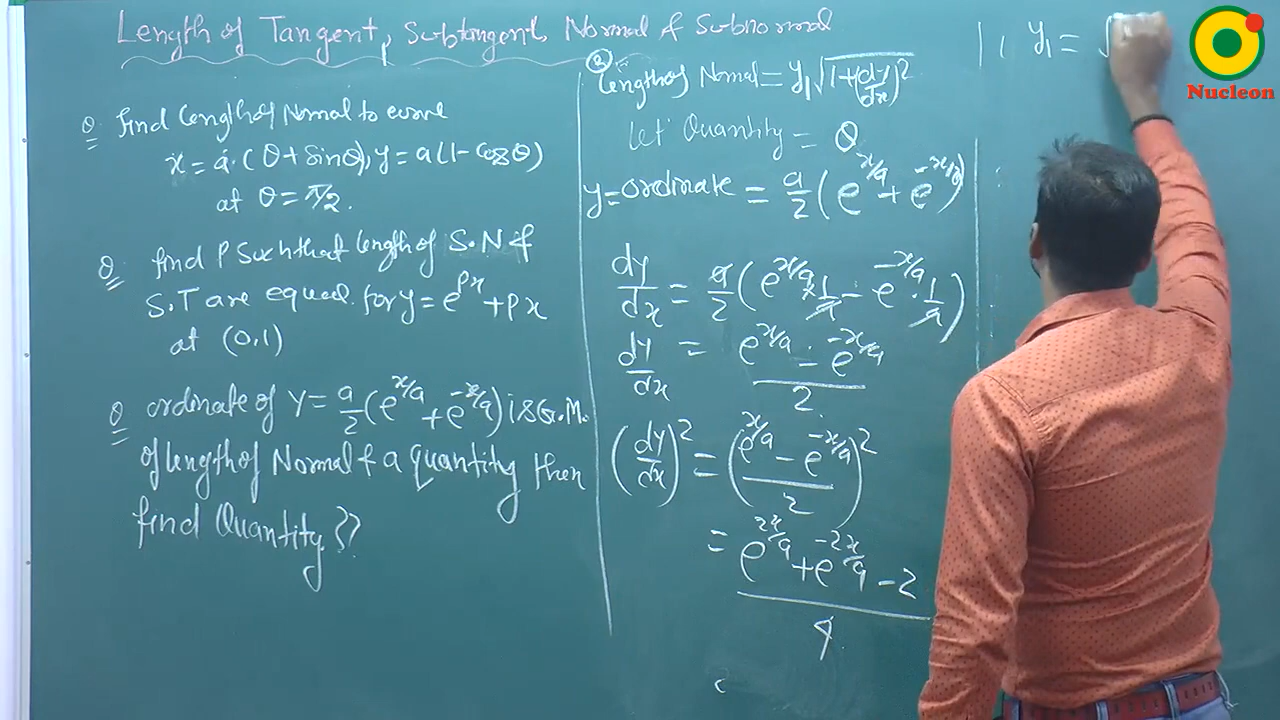 Length of Tangent, Subtangent, Normal & Subnormal
Q find Length of Normal to curve
x = a.(θ + Sinθ), y = a(1 - Cosθ)
at θ = π/2.
Q find P Such that length of S.N &
S.T are equal for y = e^{Px} + Px
at (0,1)
Q ordinate of Y = a/2 (e^{x/a} + e^{-x/a}) is G.M.
of length of Normal & a quantity then
find Quantity??
③ Length of Normal = y₁√(1+(dy/dx)²)
Let Quantity = Q
y = ordinate = a/2 (e^{x/a} + e^{-x/a})
dy/dx = a/2 (e^{x/a} × 1/a - e^{-x/a} . 1/a)
dy/dx = (e^{x/a} - e^{-x/a})/2.
(dy/dx)² = ((e^{x/a} - e^{-x/a})/2)²
= (e^{2x/a} + e^{-2x/a} - 2)/4
y₁ = √
Nucleon